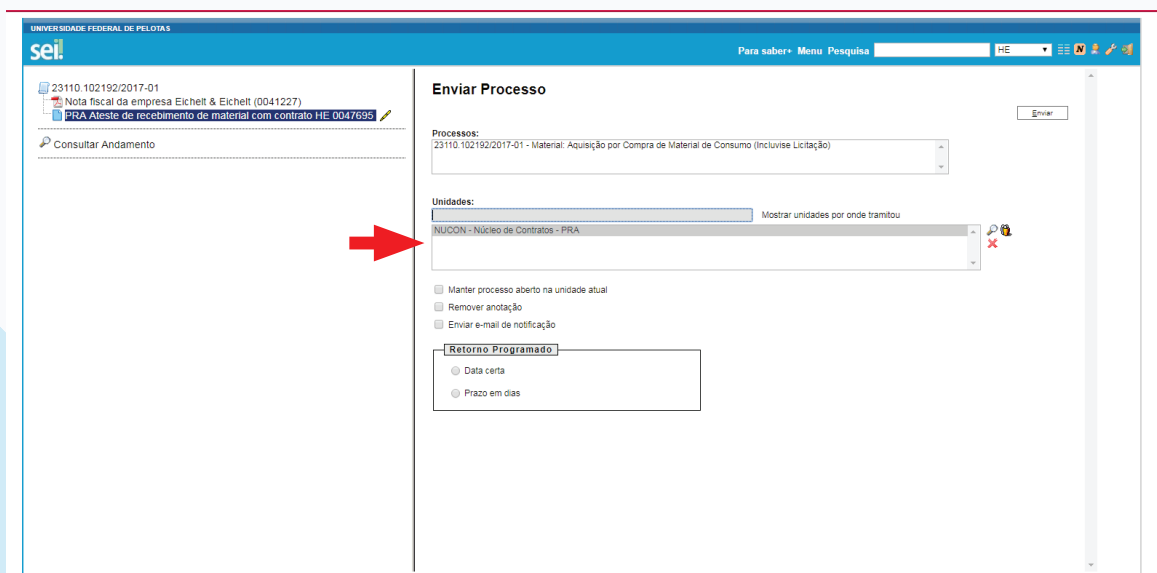 UNIVERSIDADE FEDERAL DE PELOTAS
sei!
Para saber+ Menu Pesquisa
HE
N
23110.102192/2017-01
Nota fiscal da empresa Eichelt & Eichelt (0041227)
PRA Ateste de recebimento de material com contrato HE 0047695
Consultar Andamento
Enviar Processo
Enviar
Processos:
23110.102192/2017-01 - Material: Aquisição por Compra de Material de Consumo (Incluvise Licitação)
Unidades:
Mostrar unidades por onde tramitou
NUCON - Núcleo de Contratos - PRA
Manter processo aberto na unidade atual
Remover anotação
Enviar e-mail de notificação
Retorno Programado
Data certa
Prazo em dias